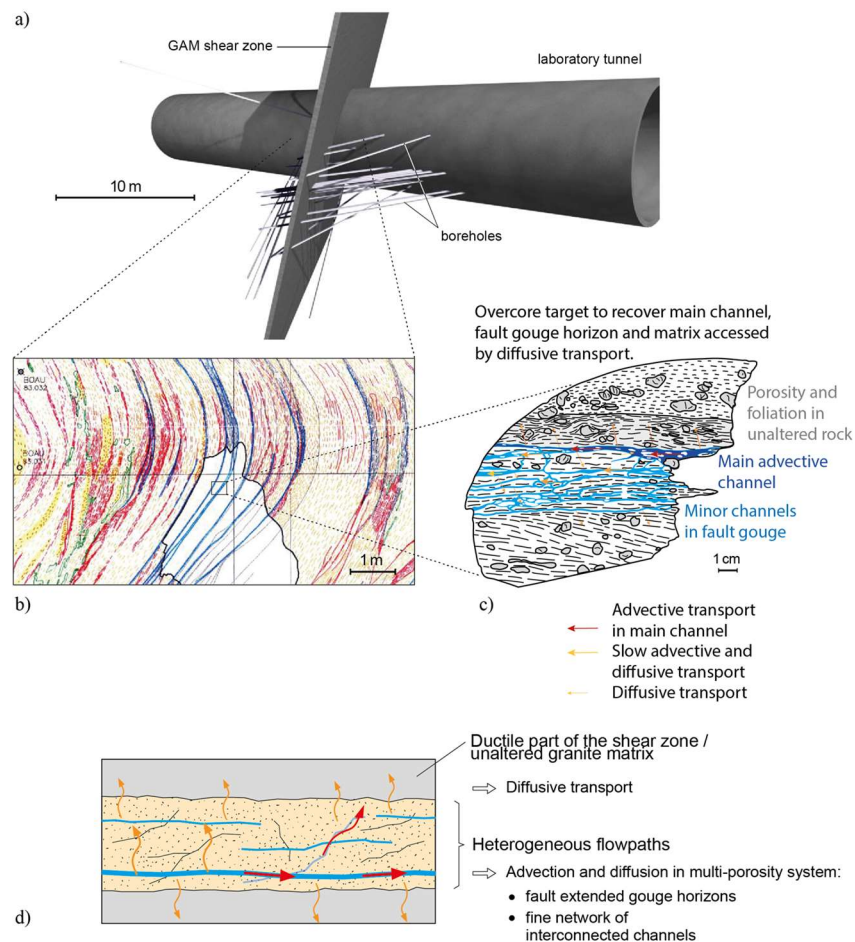 a)
GAM shear zone
laboratory tunnel
10 m
boreholes
Overcore target to recover main channel,
fault gouge horizon and matrix accessed
by diffusive transport.
BOAU
83.032
BOAU
Porosity and
foliation in
unaltered rock
Main advective
channel
Minor channels
in fault gouge
1 m
1 cm
b)
c)
Advective transport
in main channel
Slow advective and
diffusive transport
Diffusive transport
Ductile part of the shear zone /
unaltered granite matrix
Diffusive transport
Heterogeneous flowpaths
Advection and diffusion in multi-porosity system:
• fault extended gouge horizons
• fine network of
interconnected channels
d)